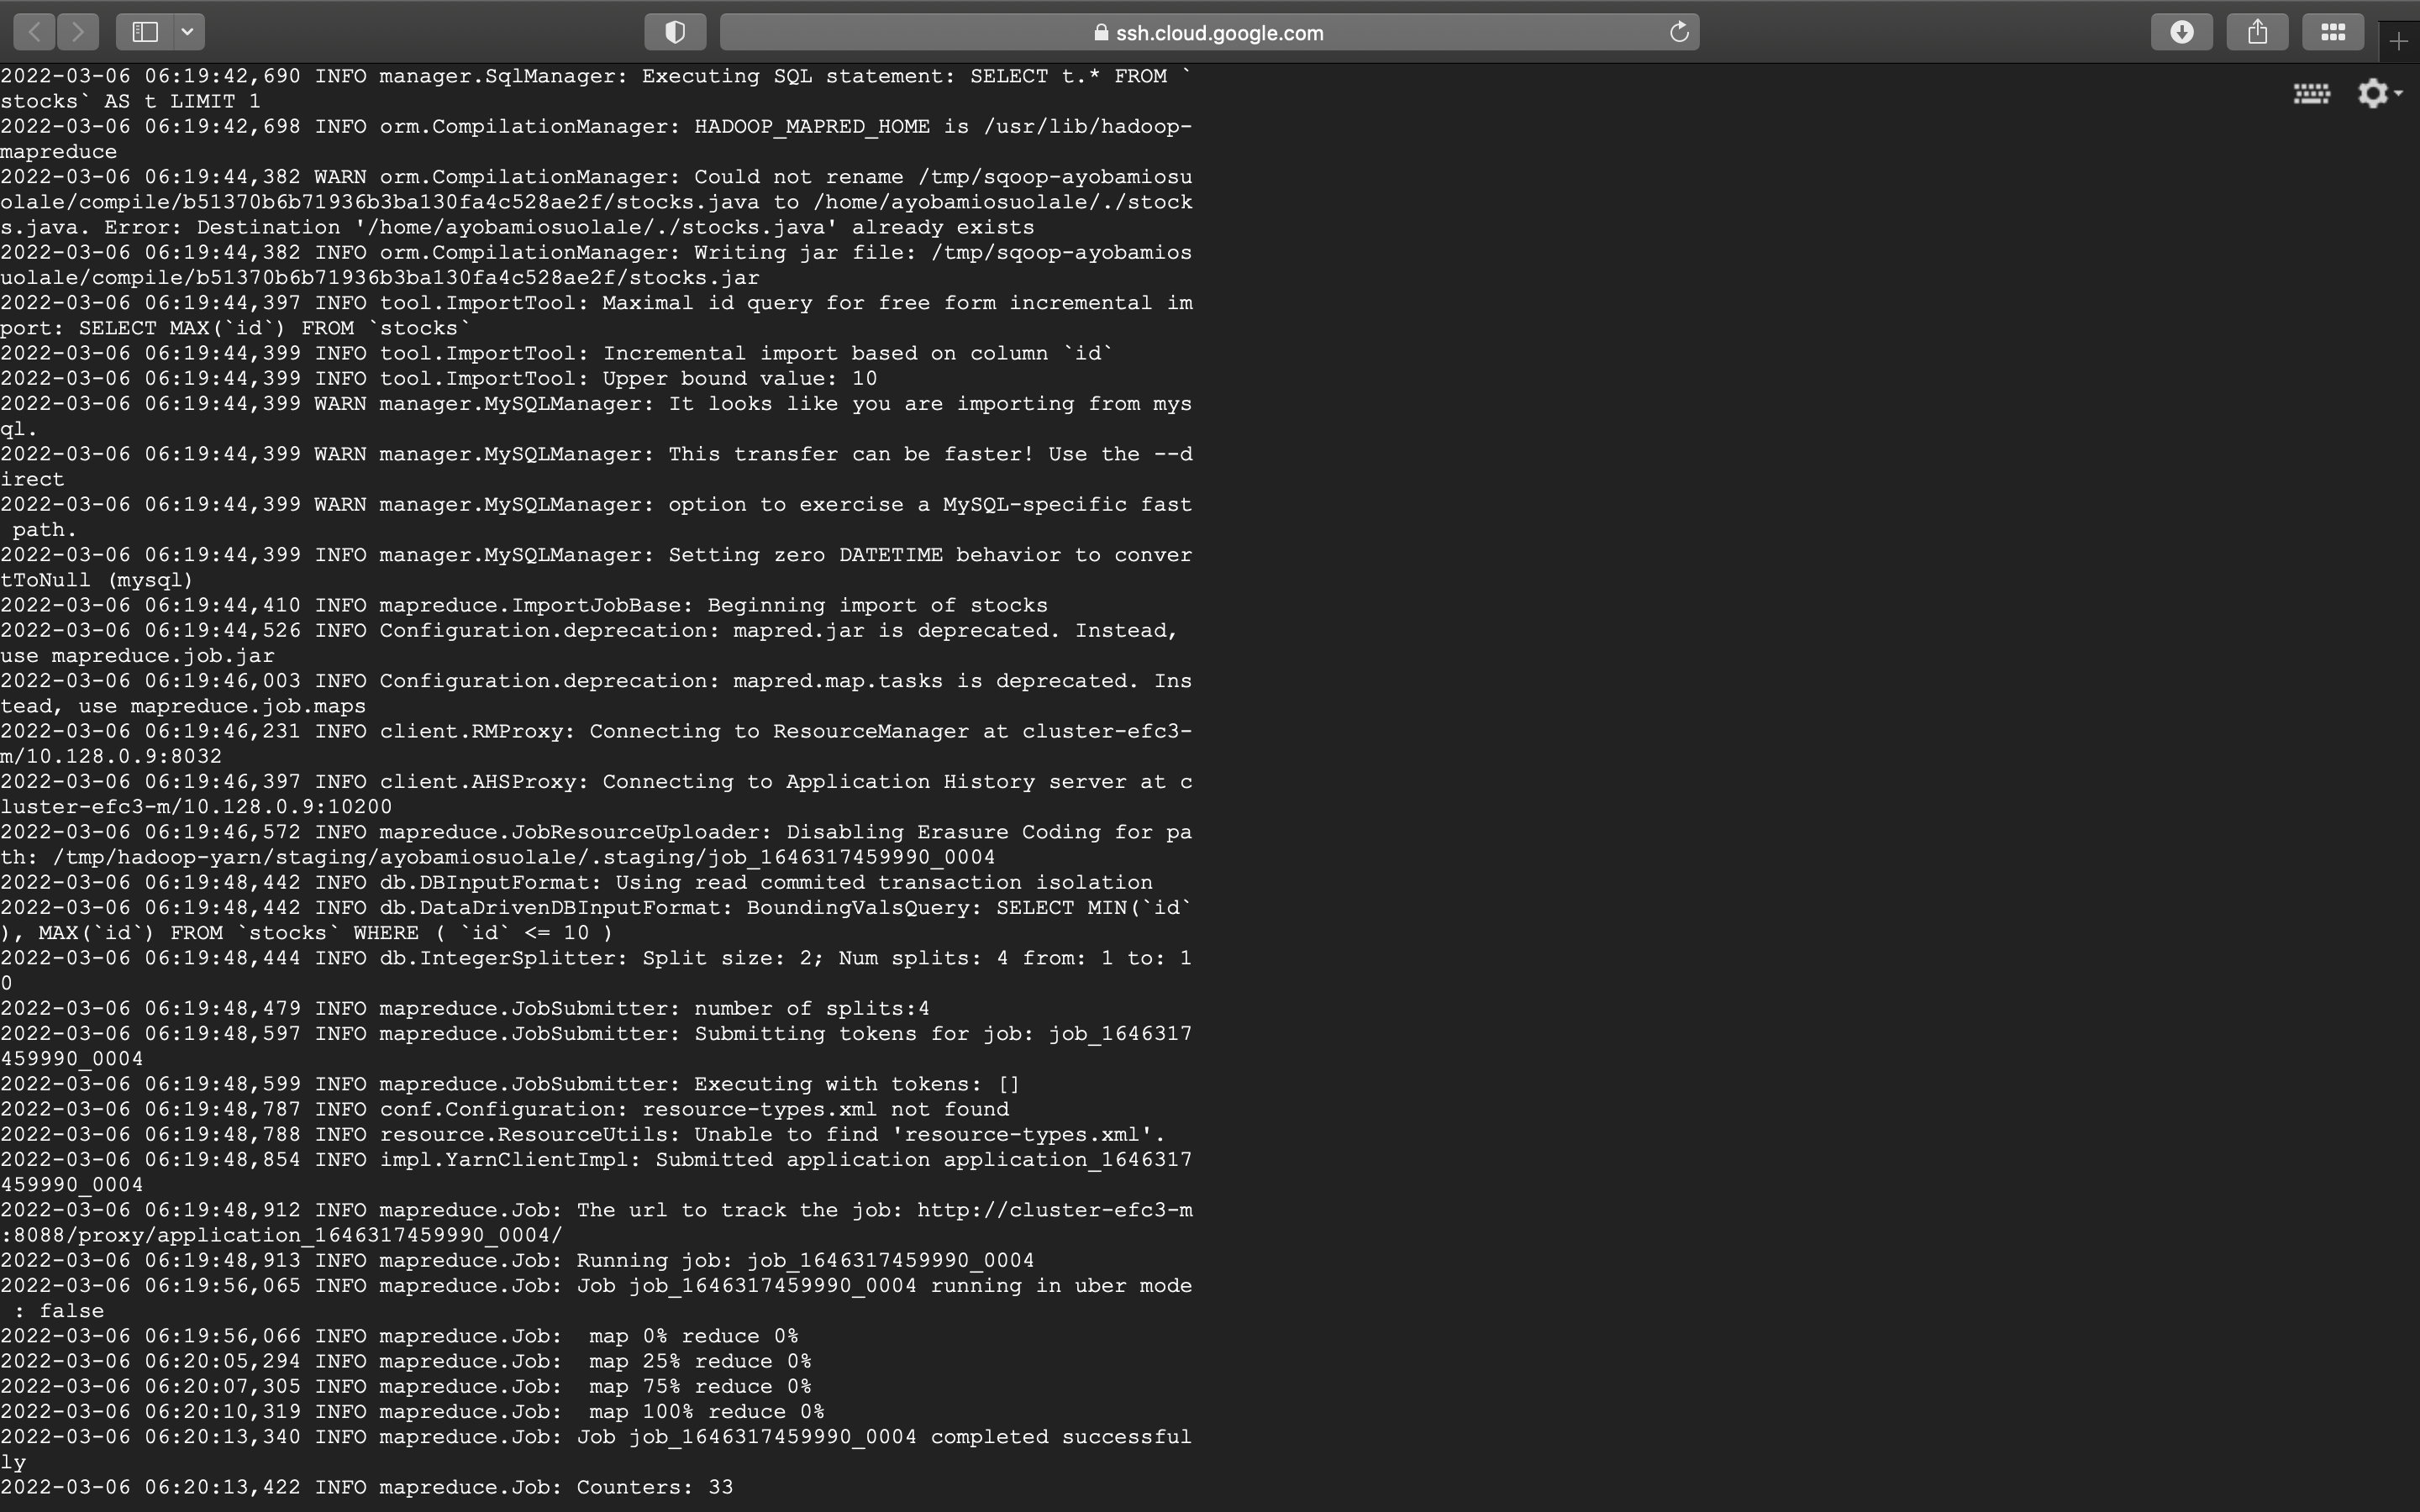 ssh.cloud.google.com
2022-03-06 06:19:42,690 INFO manager.SqlManager: Executing SQL statement: SELECT t.* FROM `
stocks` AS t LIMIT 1
2022-03-06 06:19:42,698 INFO orm.CompilationManager: HADOOP_MAPRED_HOME is /usr/lib/hadoop-
mapreduce
2022-03-06 06:19:44,382 WARN orm.CompilationManager: Could not rename /tmp/sqoop-ayobamiosu
olale/compile/b51370b6b71936b3ba130fa4c528ae2f/stocks.java to /home/ayobamiosuolale/./stock
s.java. Error: Destination '/home/ayobamiosuolale/./stocks.java' already exists
2022-03-06 06:19:44,382 INFO orm.CompilationManager: Writing jar file: /tmp/sqoop-ayobamios
uolale/compile/b51370b6b71936b3ba130fa4c528ae2f/stocks.jar
2022-03-06 06:19:44,397 INFO tool.ImportTool: Maximal id query for free form incremental im
port: SELECT MAX(`id`) FROM `stocks`
2022-03-06 06:19:44,399 INFO tool.ImportTool: Incremental import based on column `id`
2022-03-06 06:19:44,399 INFO tool.ImportTool: Upper bound value: 10
2022-03-06 06:19:44,399 WARN manager.MySQLManager: It looks like you are importing from mys
ql.
2022-03-06 06:19:44,399 WARN manager.MySQLManager: This transfer can be faster! Use the --d
irect
2022-03-06 06:19:44,399 WARN manager.MySQLManager: option to exercise a MySQL-specific fast
 path.
2022-03-06 06:19:44,399 INFO manager.MySQLManager: Setting zero DATETIME behavior to conver
tToNull (mysql)
2022-03-06 06:19:44,410 INFO mapreduce.ImportJobBase: Beginning import of stocks
2022-03-06 06:19:44,526 INFO Configuration.deprecation: mapred.jar is deprecated. Instead,
use mapreduce.job.jar
2022-03-06 06:19:46,003 INFO Configuration.deprecation: mapred.map.tasks is deprecated. Ins
tead, use mapreduce.job.maps
2022-03-06 06:19:46,231 INFO client.RMProxy: Connecting to ResourceManager at cluster-efc3-
m/10.128.0.9:8032
2022-03-06 06:19:46,397 INFO client.AHSProxy: Connecting to Application History server at c
luster-efc3-m/10.128.0.9:10200
2022-03-06 06:19:46,572 INFO mapreduce.JobResourceUploader: Disabling Erasure Coding for pa
th: /tmp/hadoop-yarn/staging/ayobamiosuolale/.staging/job_1646317459990_0004
2022-03-06 06:19:48,442 INFO db.DBInputFormat: Using read commited transaction isolation
2022-03-06 06:19:48,442 INFO db.DataDrivenDBInputFormat: BoundingValsQuery: SELECT MIN(`id`
), MAX(`id`) FROM `stocks` WHERE ( `id` <= 10 )
2022-03-06 06:19:48,444 INFO db.IntegerSplitter: Split size: 2; Num splits: 4 from: 1 to: 1
0
2022-03-06 06:19:48,479 INFO mapreduce.JobSubmitter: number of splits:4
2022-03-06 06:19:48,597 INFO mapreduce.JobSubmitter: Submitting tokens for job: job_1646317
459990_0004
2022-03-06 06:19:48,599 INFO mapreduce.JobSubmitter: Executing with tokens: []
2022-03-06 06:19:48,787 INFO conf.Configuration: resource-types.xml not found
2022-03-06 06:19:48,788 INFO resource.ResourceUtils: Unable to find 'resource-types.xml'.
2022-03-06 06:19:48,854 INFO impl.YarnClientImpl: Submitted application application_1646317
459990_0004
2022-03-06 06:19:48,912 INFO mapreduce.Job: The url to track the job: http://cluster-efc3-m
:8088/proxy/application_1646317459990_0004/
2022-03-06 06:19:48,913 INFO mapreduce.Job: Running job: job_1646317459990_0004
2022-03-06 06:19:56,065 INFO mapreduce.Job: Job job_1646317459990_0004 running in uber mode
 : false
2022-03-06 06:19:56,066 INFO mapreduce.Job:  map 0% reduce 0%
2022-03-06 06:20:05,294 INFO mapreduce.Job:  map 25% reduce 0%
2022-03-06 06:20:07,305 INFO mapreduce.Job:  map 75% reduce 0%
2022-03-06 06:20:10,319 INFO mapreduce.Job:  map 100% reduce 0%
2022-03-06 06:20:13,340 INFO mapreduce.Job: Job job_1646317459990_0004 completed successful
ly
2022-03-06 06:20:13,422 INFO mapreduce.Job: Counters: 33